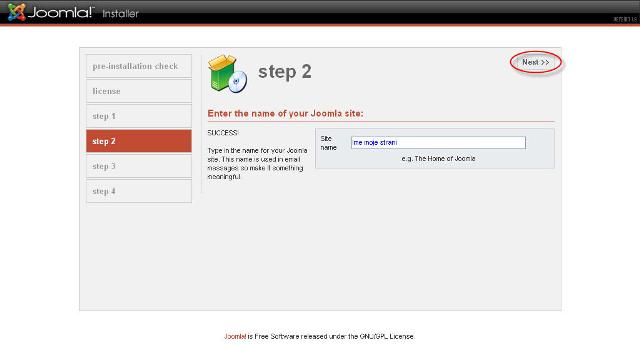 Joomla! Installer
pre-installation check
license
step 1
step 2
step 3
step 4
step 2
Next >>
Enter the name of your Joomla site:
SUCCESS!
Type in the name for your Joomla
site. This name is used in email
messages so make it something
meaningful.
Site
name
me moje strani
e.g. The Home of Joomla
Joomla! is Free Software released under the GNU/GPL License.